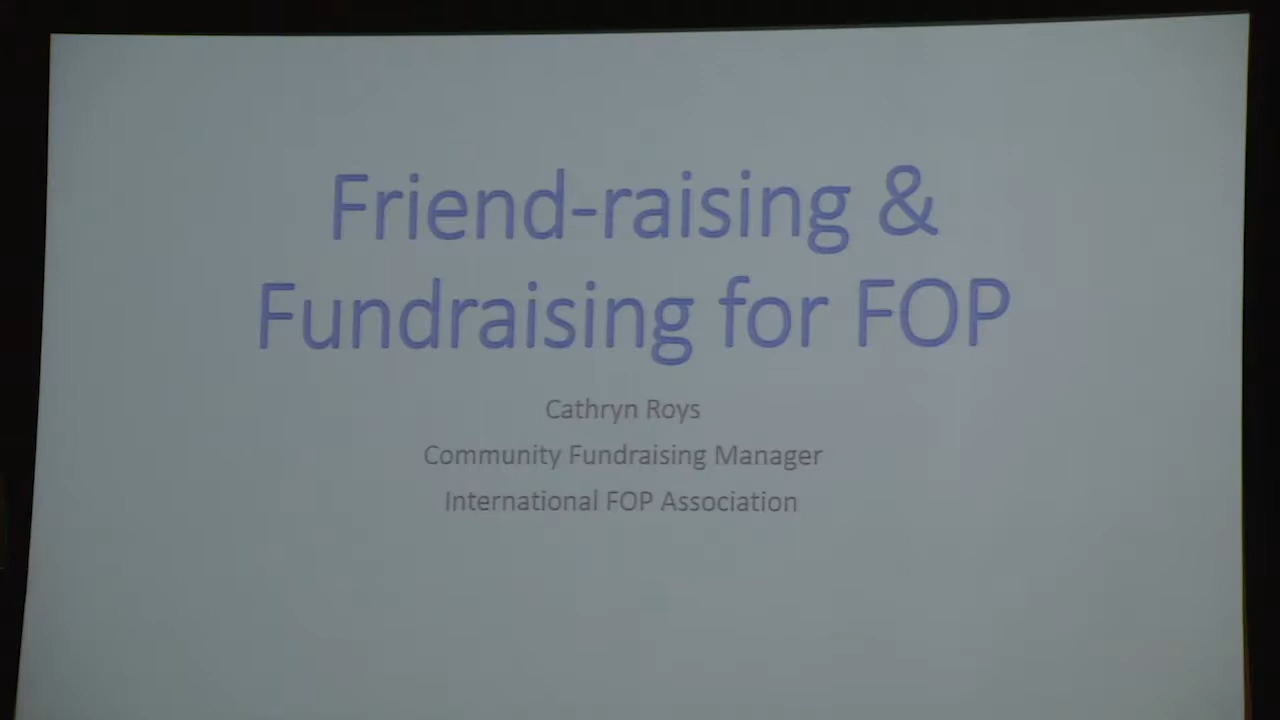 Friend-raising &
Fundraising for FOP
Cathryn Roys
Community Fundraising Manager
International FOP Association